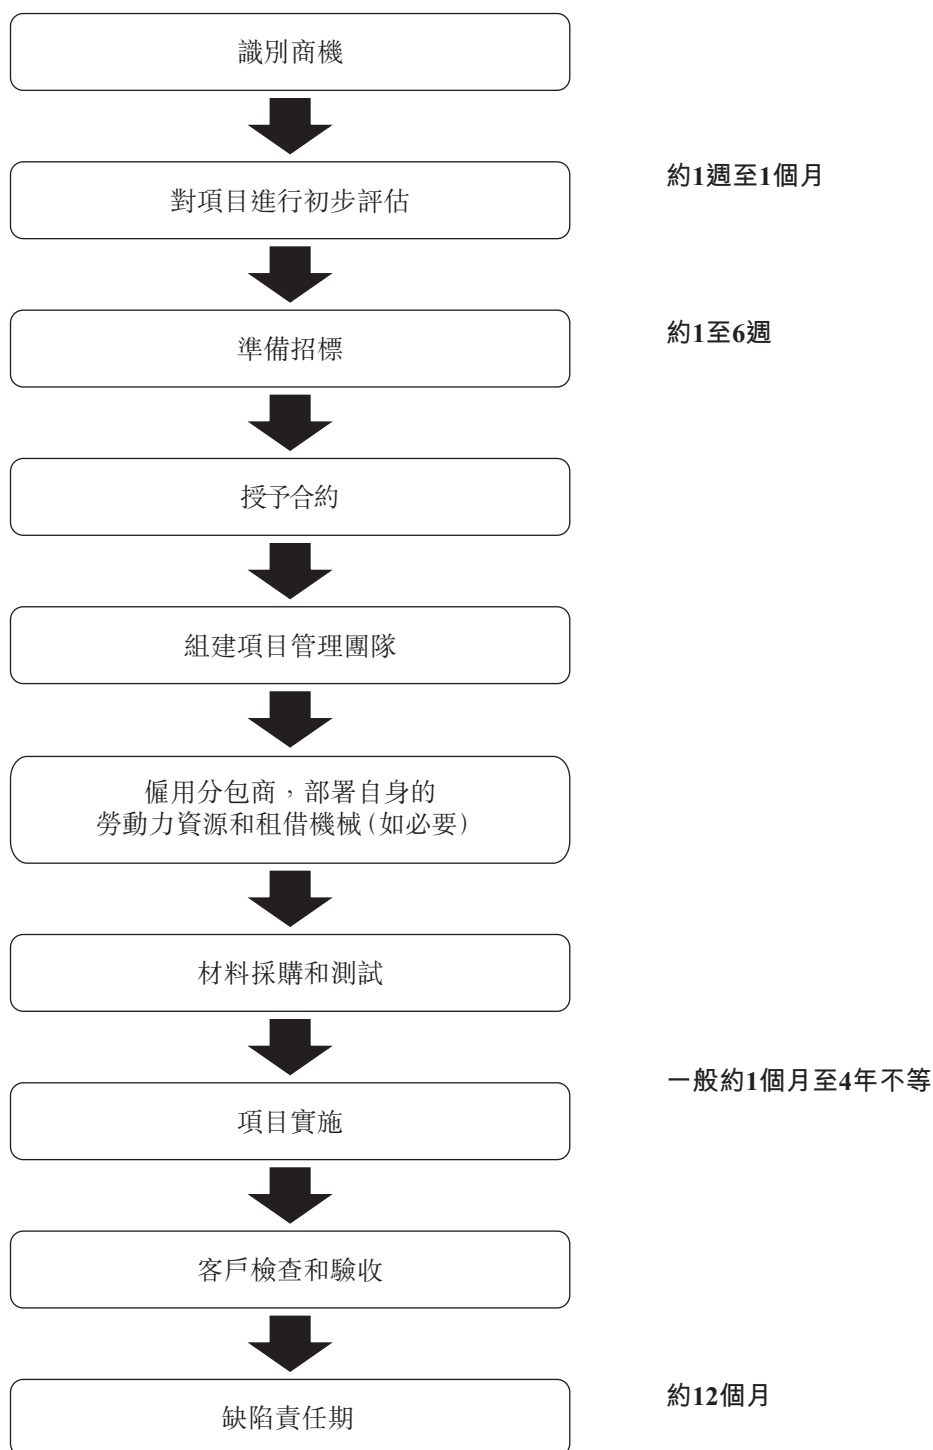 識別商機
對項目進行初步評估
約1週至1個月
準備招標
約1至6週
授予合約
組建項目管理團隊
僱用分包商，部署自身的
勞動力資源和租借機械（如必要）
材料採購和測試
一般約1個月至4年不等
項目實施
客戶檢查和驗收
缺陷責任期
約12個月